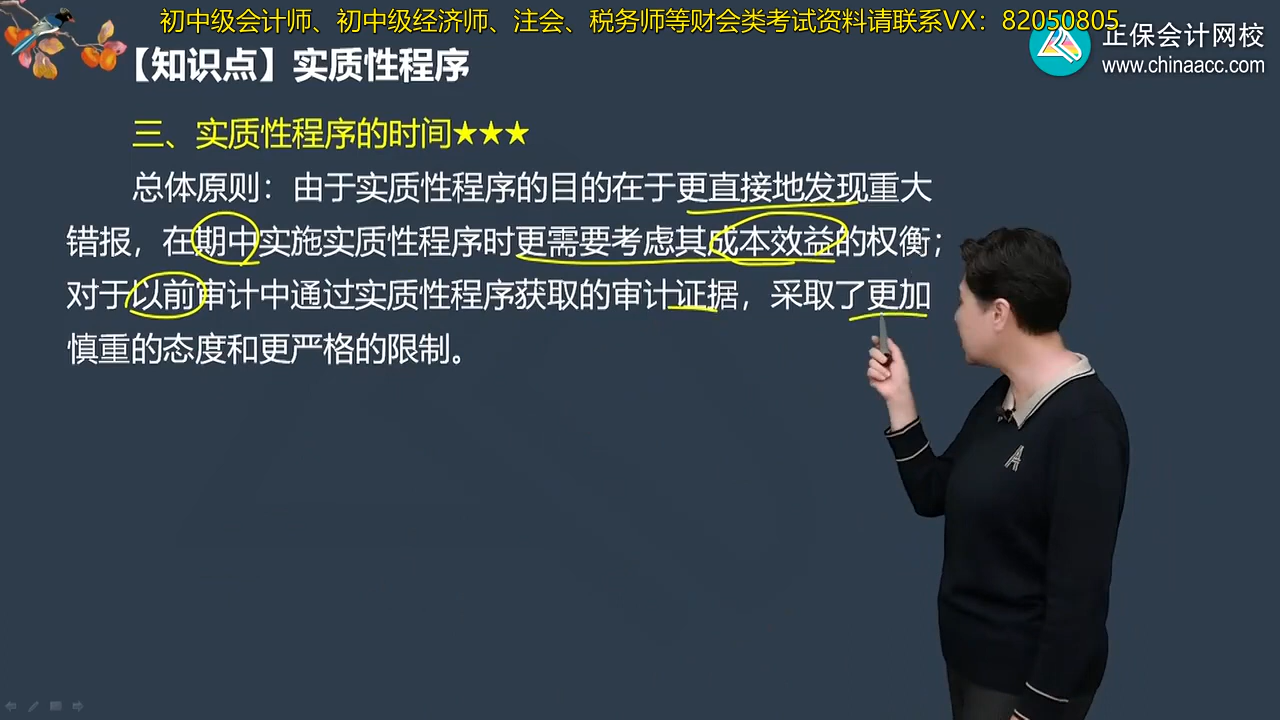 初中级会计师、初中级经济师、注会、税务师等财会类考试资料请联系VX：82050805
正保会计网校
www.chinaacc.com
【知识点】实质性程序
三、实质性程序的时间★★★
总体原则：由于实质性程序的目的在于更直接地发现重大
错报，在期中实施实质性程序时更需要考虑其成本效益的权衡；
对于以前审计中通过实质性程序获取的审计证据，采取了更加
慎重的态度和更严格的限制。
A